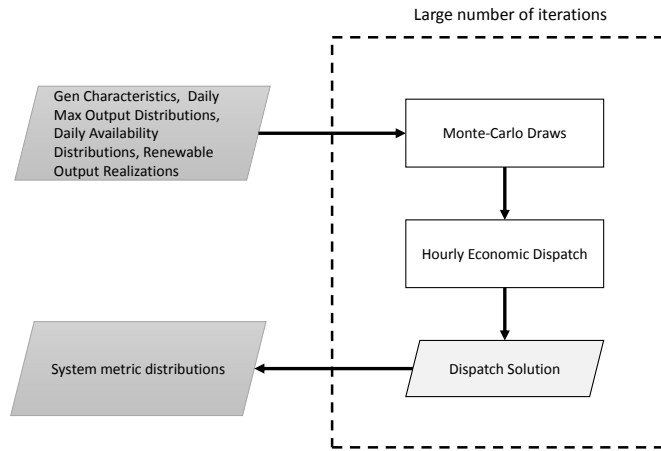 Large number of iterations
Gen Characteristics, Daily
Max Output Distributions,
Daily Availability
Distributions, Renewable
Output Realizations
Monte-Carlo Draws
Hourly Economic Dispatch
System metric distributions
Dispatch Solution